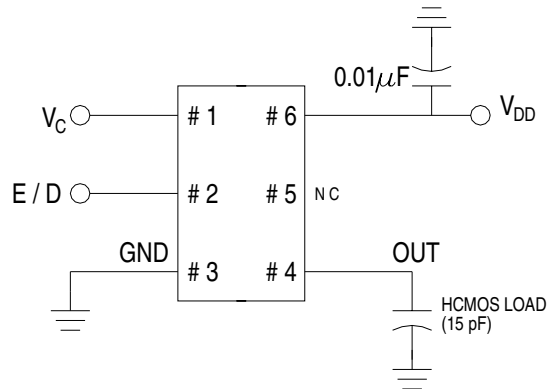 0.01µF
V_C
# 1
# 6
V_DD
E / D
# 2
# 5
N C
GND
# 3
# 4
OUT
HCMOS LOAD
(15 pF)